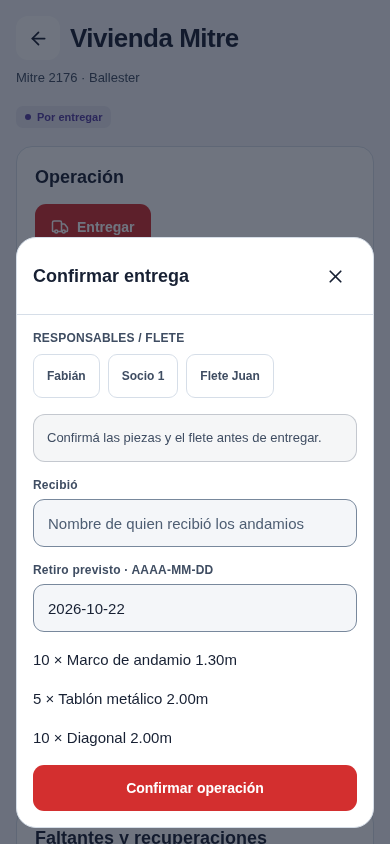 Vivienda Mitre
Mitre 2176 · Ballester
Por entregar
Operación
Entregar
Confirmar entrega
RESPONSABLES / FLETE
Fabián
Socio 1
Flete Juan
Confirmá las piezas y el flete antes de entregar.
Recibió
Nombre de quien recibió los andamios
Retiro previsto · AAAA-MM-DD
2026-10-22
10 × Marco de andamio 1.30m
5 × Tablón metálico 2.00m
10 × Diagonal 2.00m
Confirmar operación
Faltantes y recuperaciones